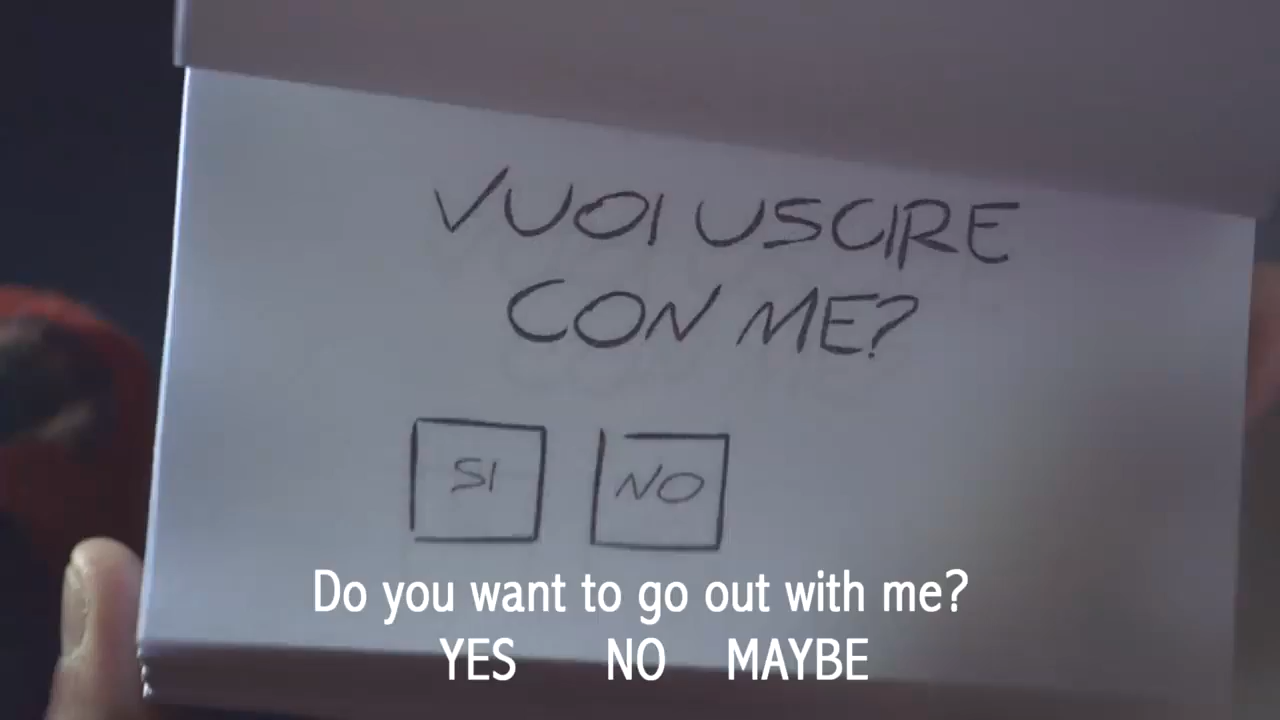 VUOI USCIRE
CON ME?
SI NO
Do you want to go out with me?
YES NO MAYBE